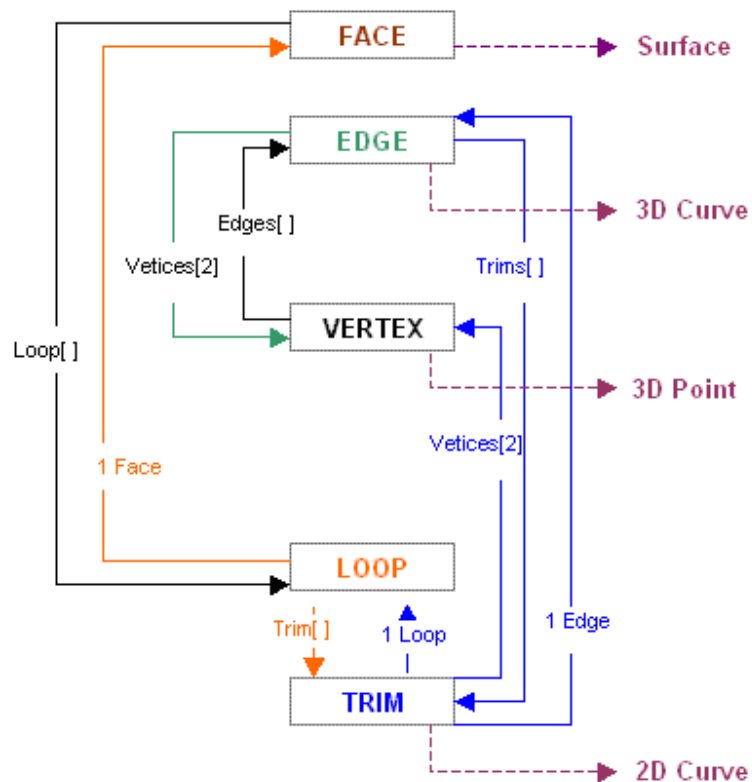 FACE
Surface
EDGE
3D Curve
Edges[ ]
Vetices[2]
Trims[ ]
VERTEX
Loop[ ]
3D Point
Vetices[2]
1 Face
LOOP
Trim[ ]
1 Loop
1 Edge
TRIM
2D Curve